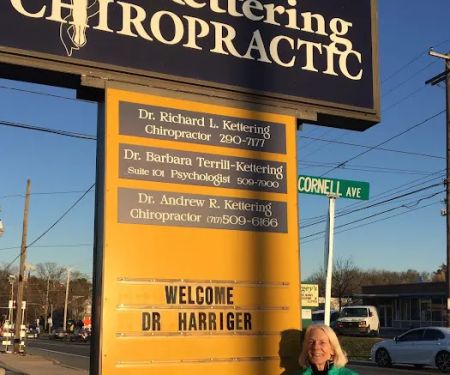 Kettering
CHIROPRACTIC
Dr. Richard L. Kettering
Chiropractor 290-7177
Dr. Barbara Terrill-Kettering
Suite 101 Psychologist 509-7900
Dr. Andrew R. Kettering
Chiropractor (717)509-6166
CORNELL AVE
WELCOME
DR HARRIGER